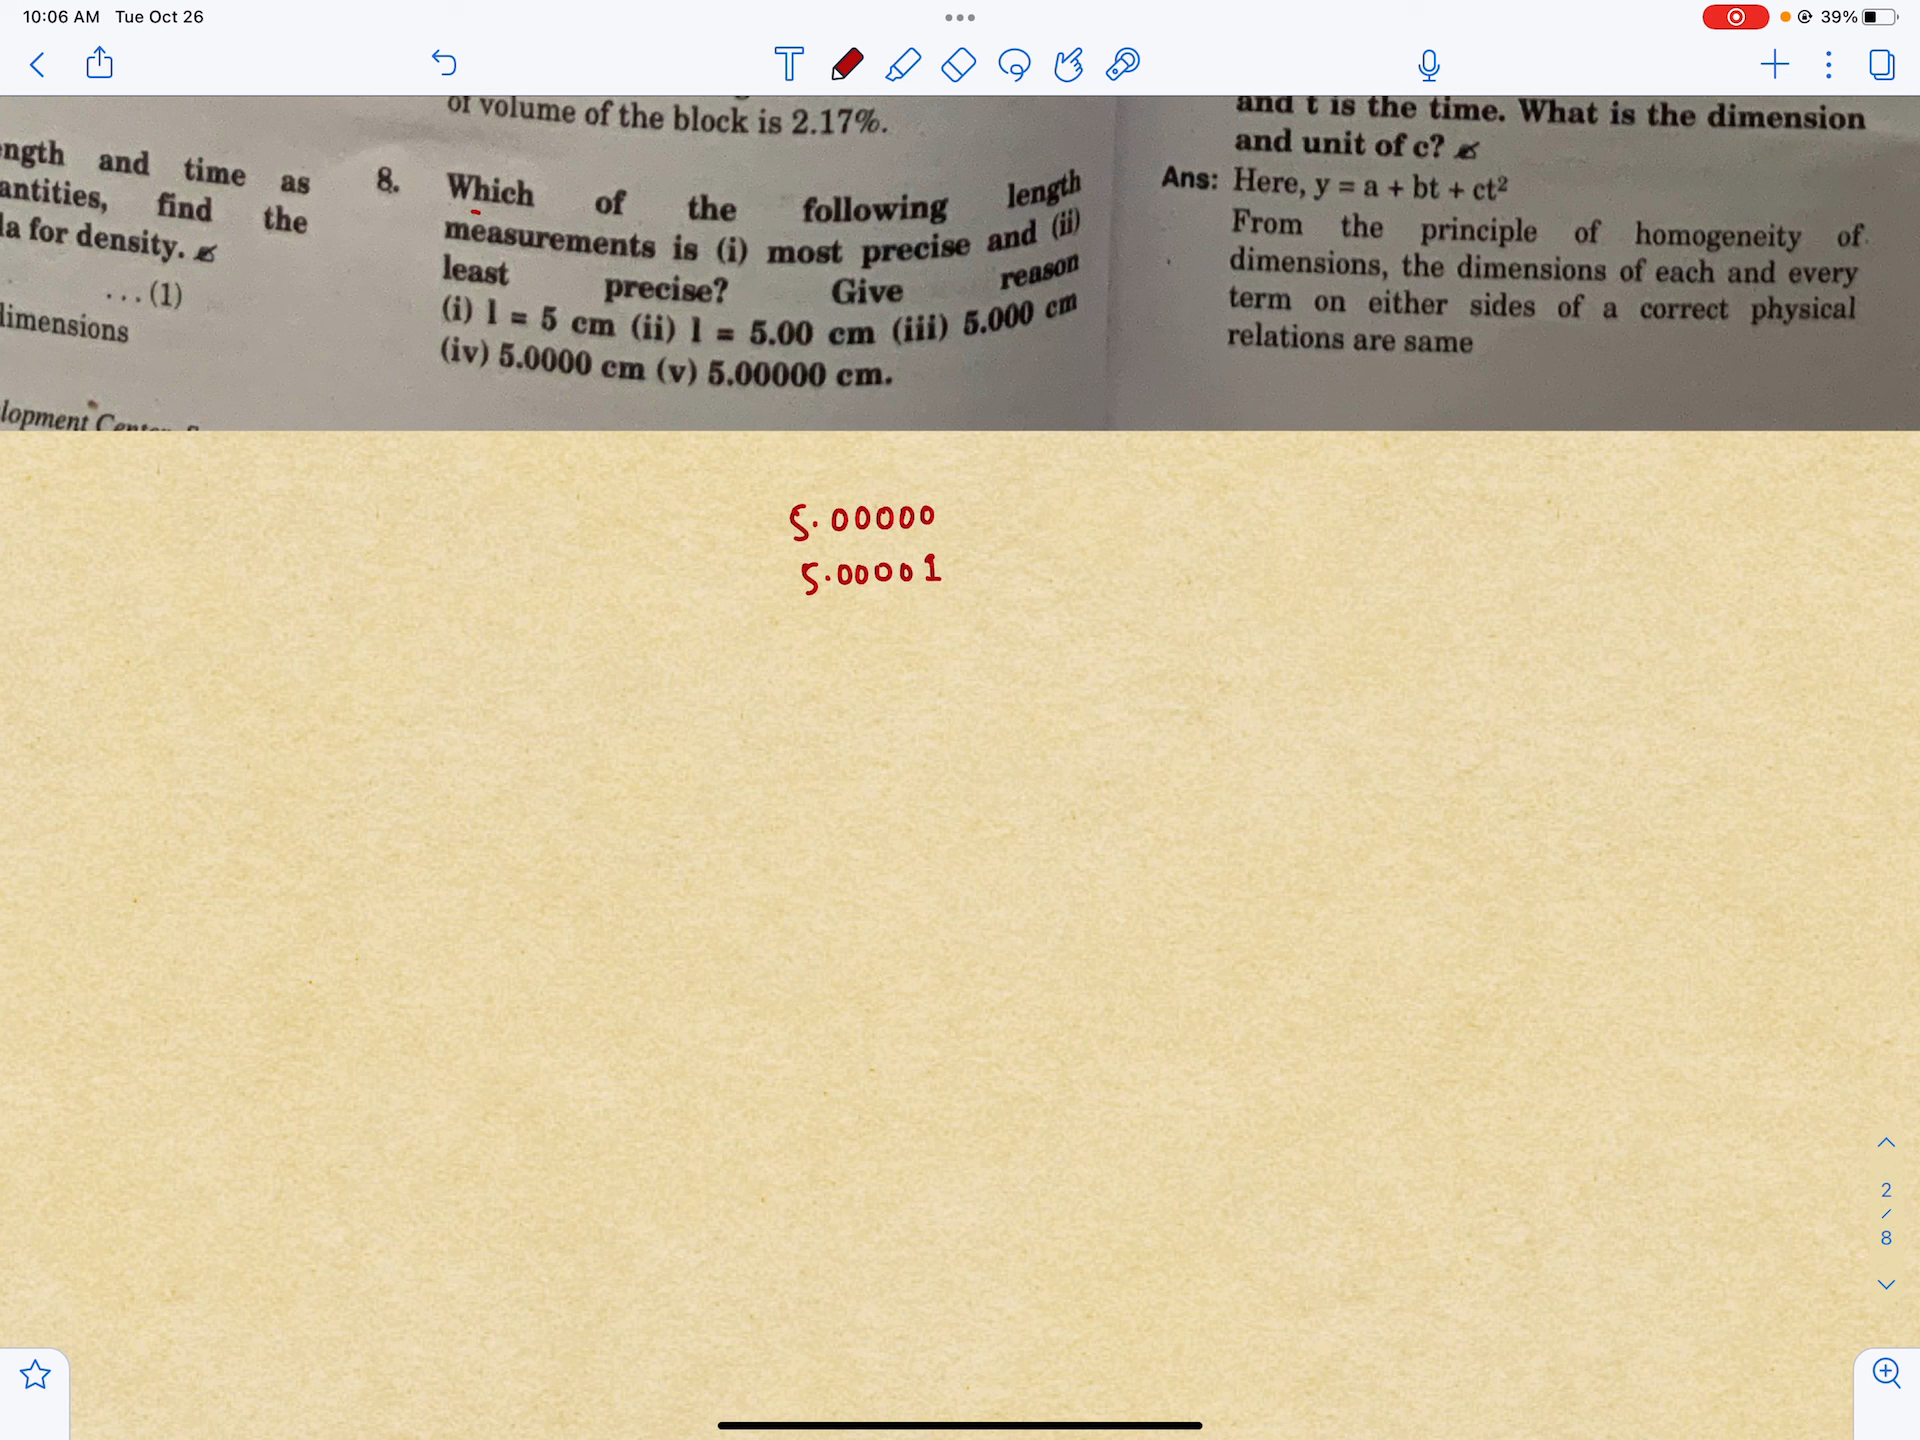 10:06 AM Tue Oct 26
39%
of volume of the block is 2.17%.
and time as
antities, find the
la for density.
...(1)
dimensions
lopment
8. Which of the following length
measurements is (i) most precise and (ii)
least precise? Give reason
(i) l = 5 cm (ii) l = 5.00 cm (iii) 5.000 cm
(iv) 5.0000 cm (v) 5.00000 cm.
and t is the time. What is the dimension
and unit of c?
Ans: Here, y = a + bt + ct²
From the principle of homogeneity of
dimensions, the dimensions of each and every
term on either sides of a correct physical
relations are same
5.00000
5.00001
2
/
8